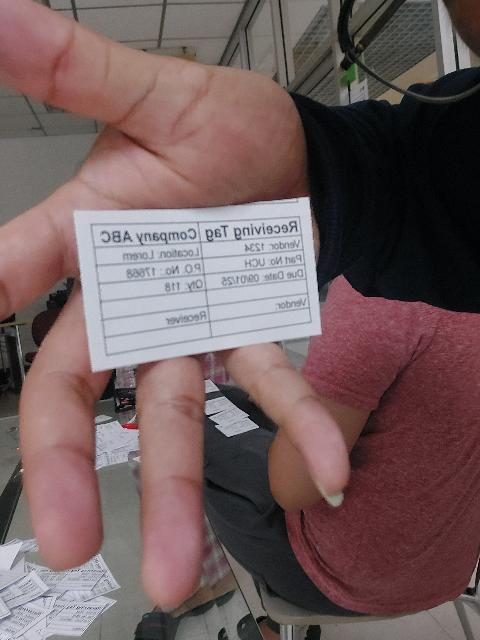 Receiving Tag Company ABC
Vendor: 1234 Location: Lorem
Part No: UCH P.O. No.: 17668
Due Date: 09/01/25 Qty: 118
Vendor: Receiver